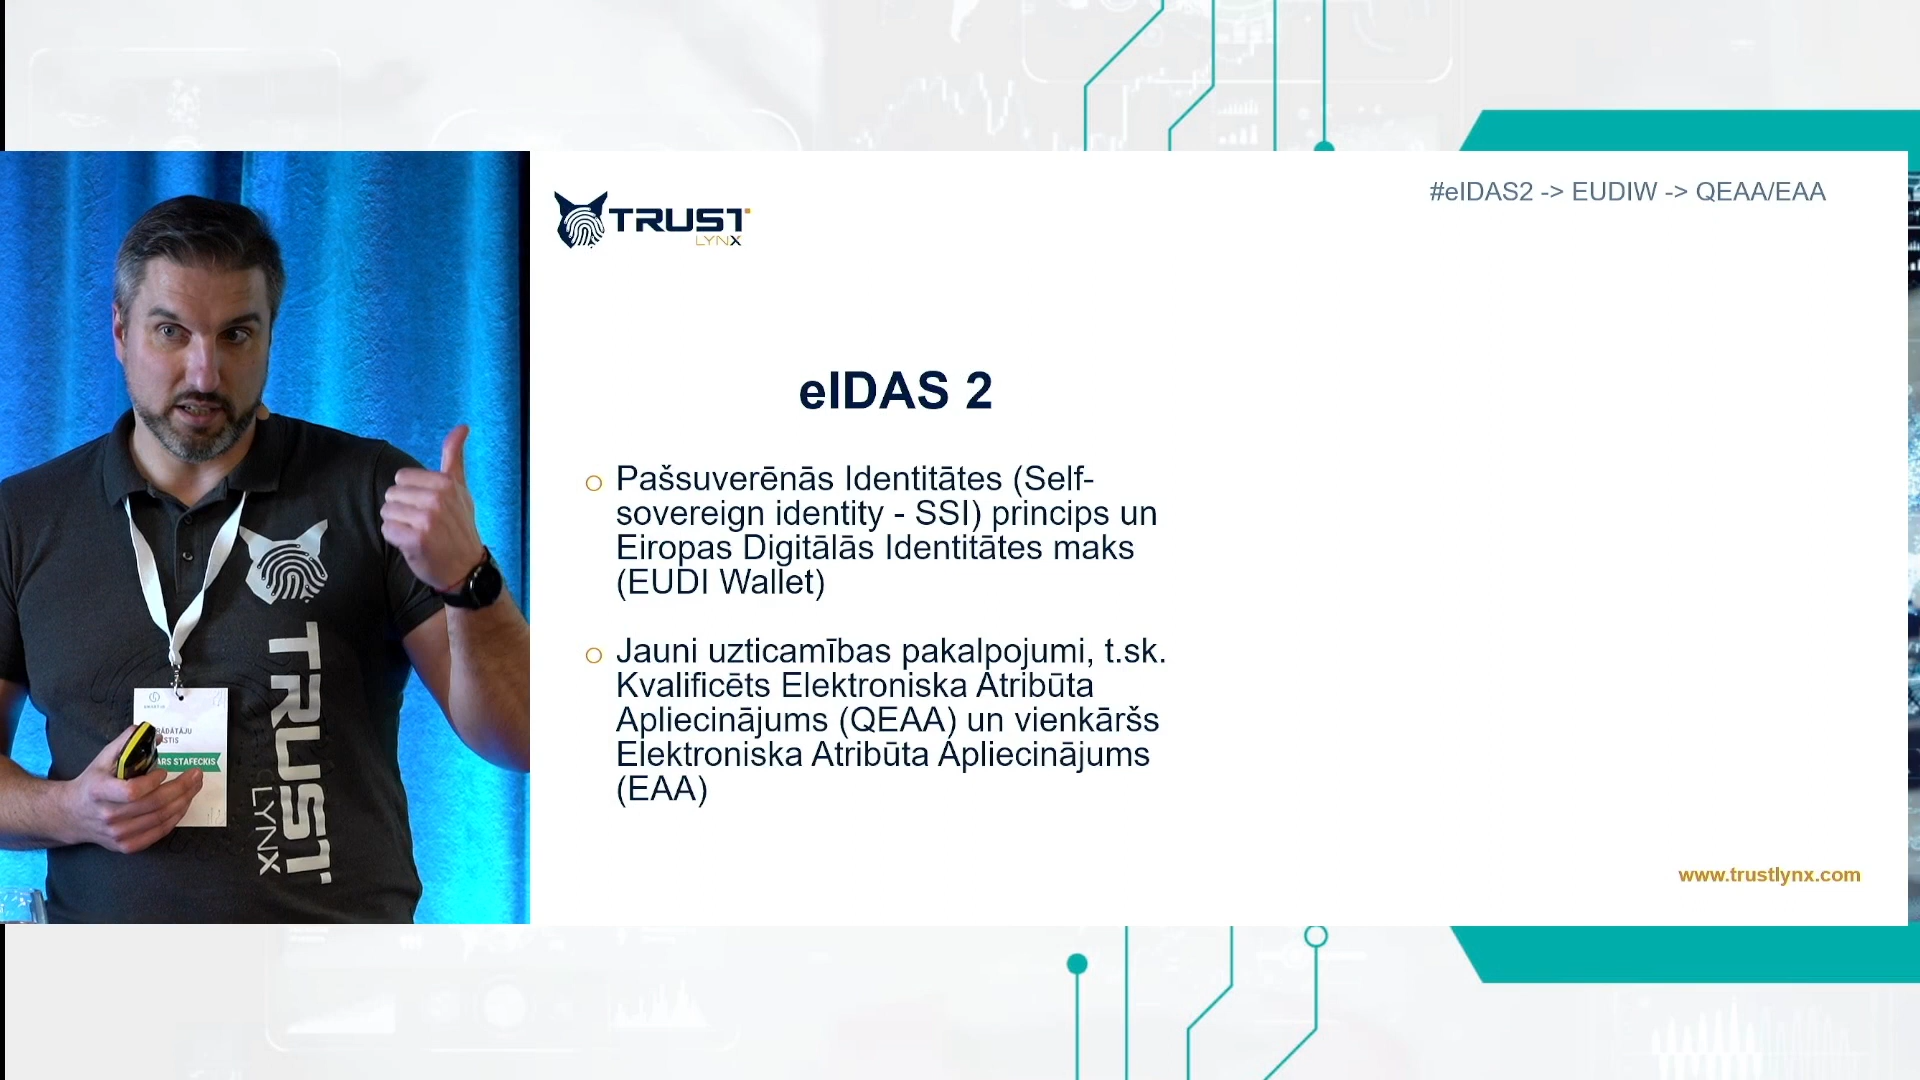 TRUST
LYNX
#eIDAS2 -> EUDIW -> QEAA/EAA
eIDAS 2
Pašsuverēnās Identitātes (Self-
sovereign identity - SSI) princips un
Eiropas Digitālās Identitātes maks
(EUDI Wallet)
Jauni uzticamības pakalpojumi, t.sk.
Kvalificēts Elektroniska Atribūta
Apliecinājums (QEAA) un vienkāršs
Elektroniska Atribūta Apliecinājums
(EAA)
www.trustlynx.com
TRUST
LYNX
STAFECKIS